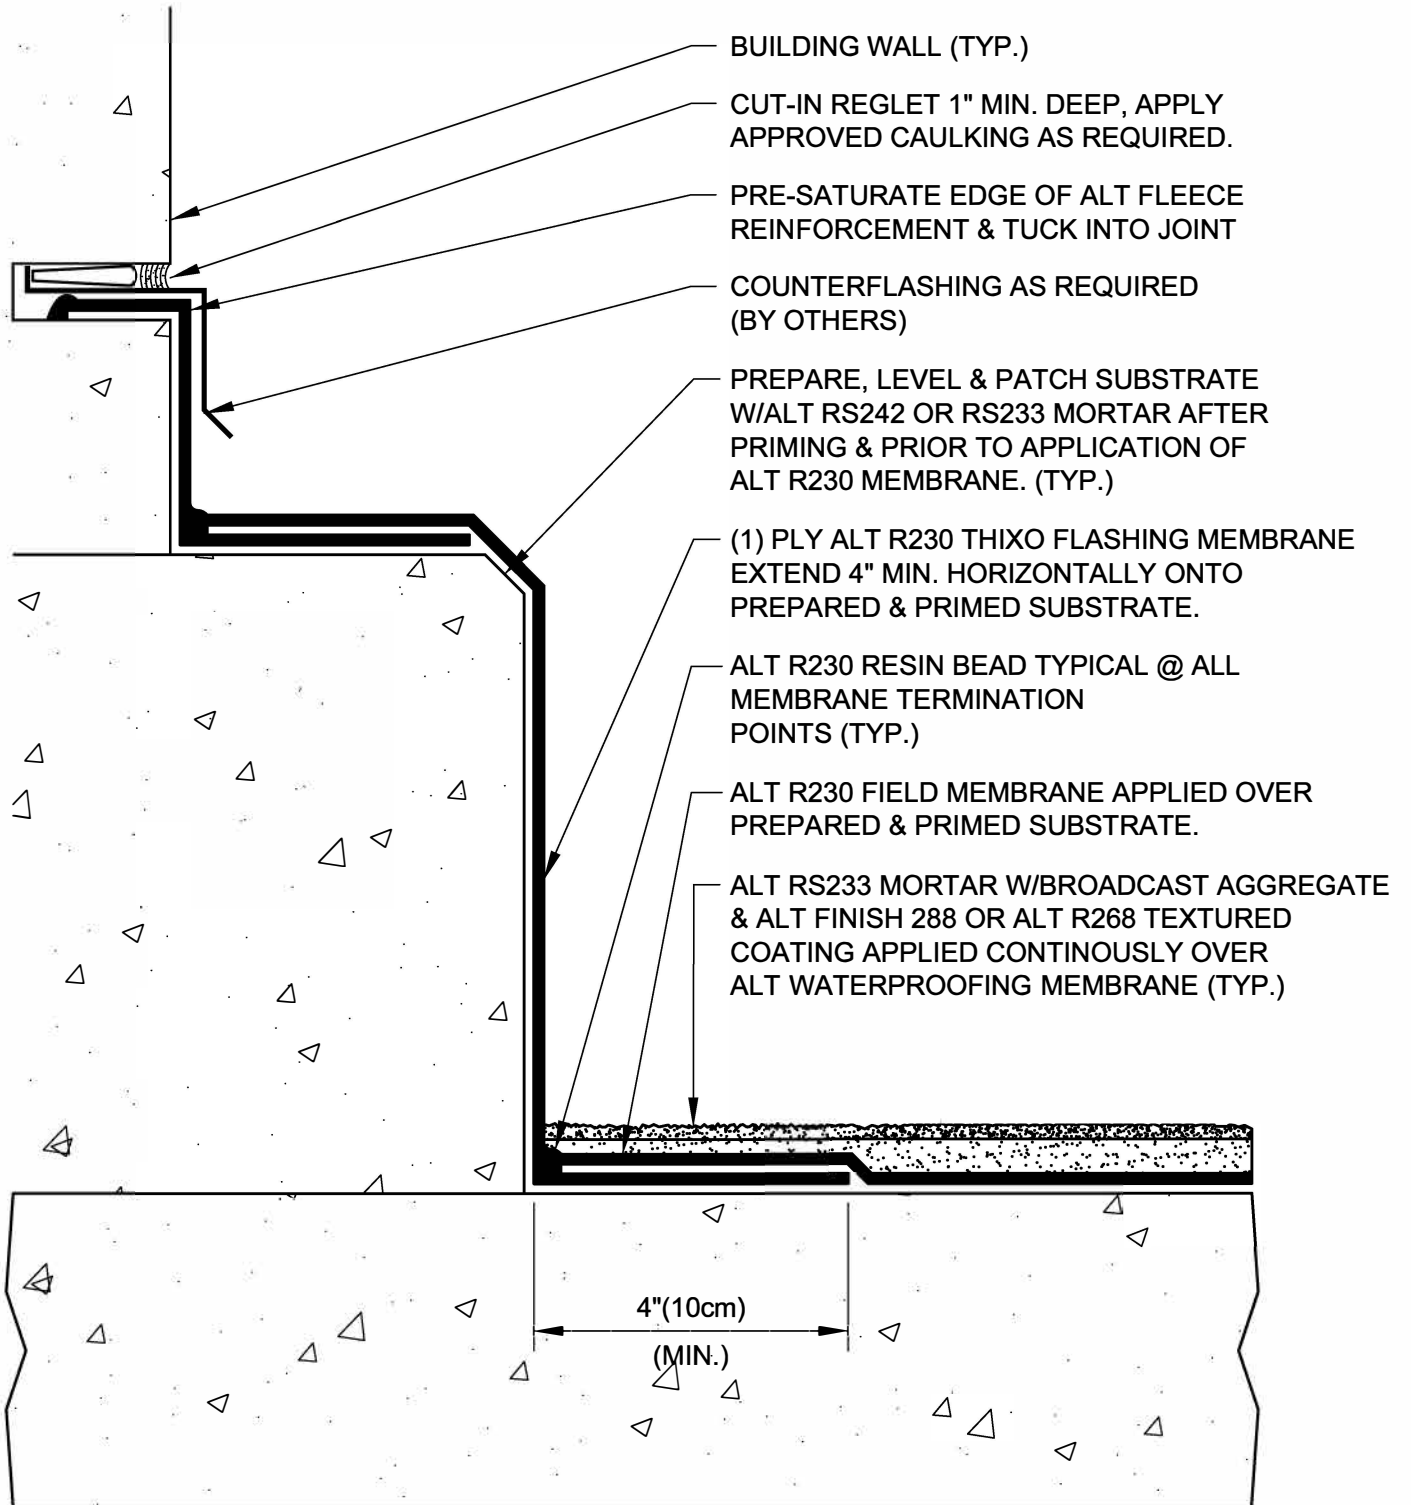 BUILDING WALL (TYP.)
CUT-IN REGLET 1" MIN. DEEP, APPLY
APPROVED CAULKING AS REQUIRED.
PRE-SATURATE EDGE OF ALT FLEECE
REINFORCEMENT & TUCK INTO JOINT
COUNTERFLASHING AS REQUIRED
(BY OTHERS)
PREPARE, LEVEL & PATCH SUBSTRATE
W/ALT RS242 OR RS233 MORTAR AFTER
PRIMING & PRIOR TO APPLICATION OF
ALT R230 MEMBRANE. (TYP.)
(1) PLY ALT R230 THIXO FLASHING MEMBRANE
EXTEND 4" MIN. HORIZONTALLY ONTO
PREPARED & PRIMED SUBSTRATE.
ALT R230 RESIN BEAD TYPICAL @ ALL
MEMBRANE TERMINATION
POINTS (TYP.)
ALT R230 FIELD MEMBRANE APPLIED OVER
PREPARED & PRIMED SUBSTRATE.
ALT RS233 MORTAR W/BROADCAST AGGREGATE
& ALT FINISH 288 OR ALT R268 TEXTURED
COATING APPLIED CONTINOUSLY OVER
ALT WATERPROOFING MEMBRANE (TYP.)
4"(10cm)
(MIN.)